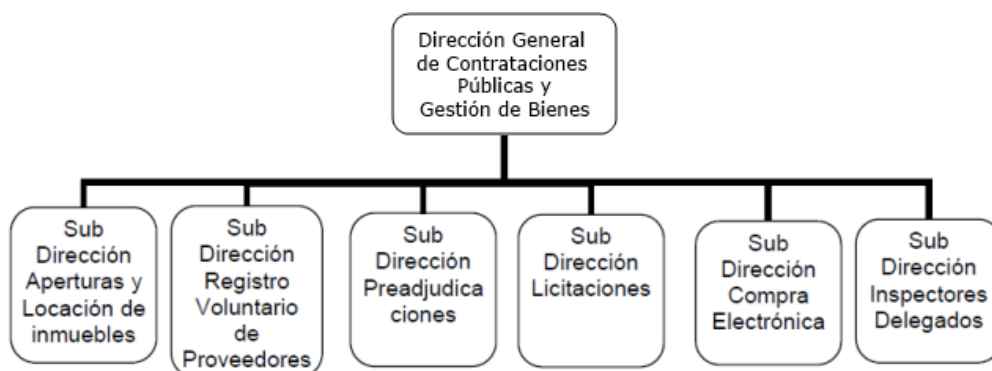 Dirección General
de Contrataciones
Públicas y
Gestión de Bienes
Sub
Dirección
Aperturas y
Locación de
inmuebles
Sub
Dirección
Registro
Voluntario
de
Proveedores
Sub
Dirección
Preadjudica
ciones
Sub
Dirección
Licitaciones
Sub
Dirección
Compra
Electrónica
Sub
Dirección
Inspectores
Delegados